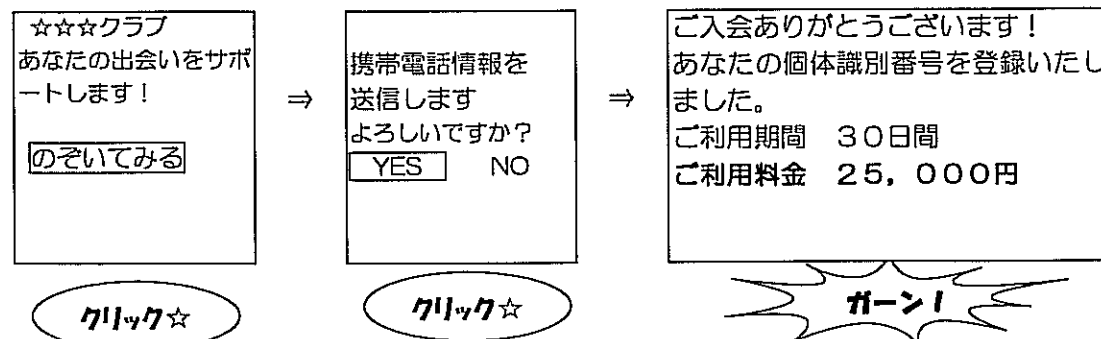 ☆☆☆クラブ
あなたの出会いをサポ
ートします！
のぞいてみる
⇒
携帯電話情報を
送信します
よろしいですか？
YES NO
⇒
ご入会ありがとうございます！
あなたの個体識別番号を登録いたし
ました。
ご利用期間 30日間
ご利用料金 25，000円
クリック☆
クリック☆
ガーン！